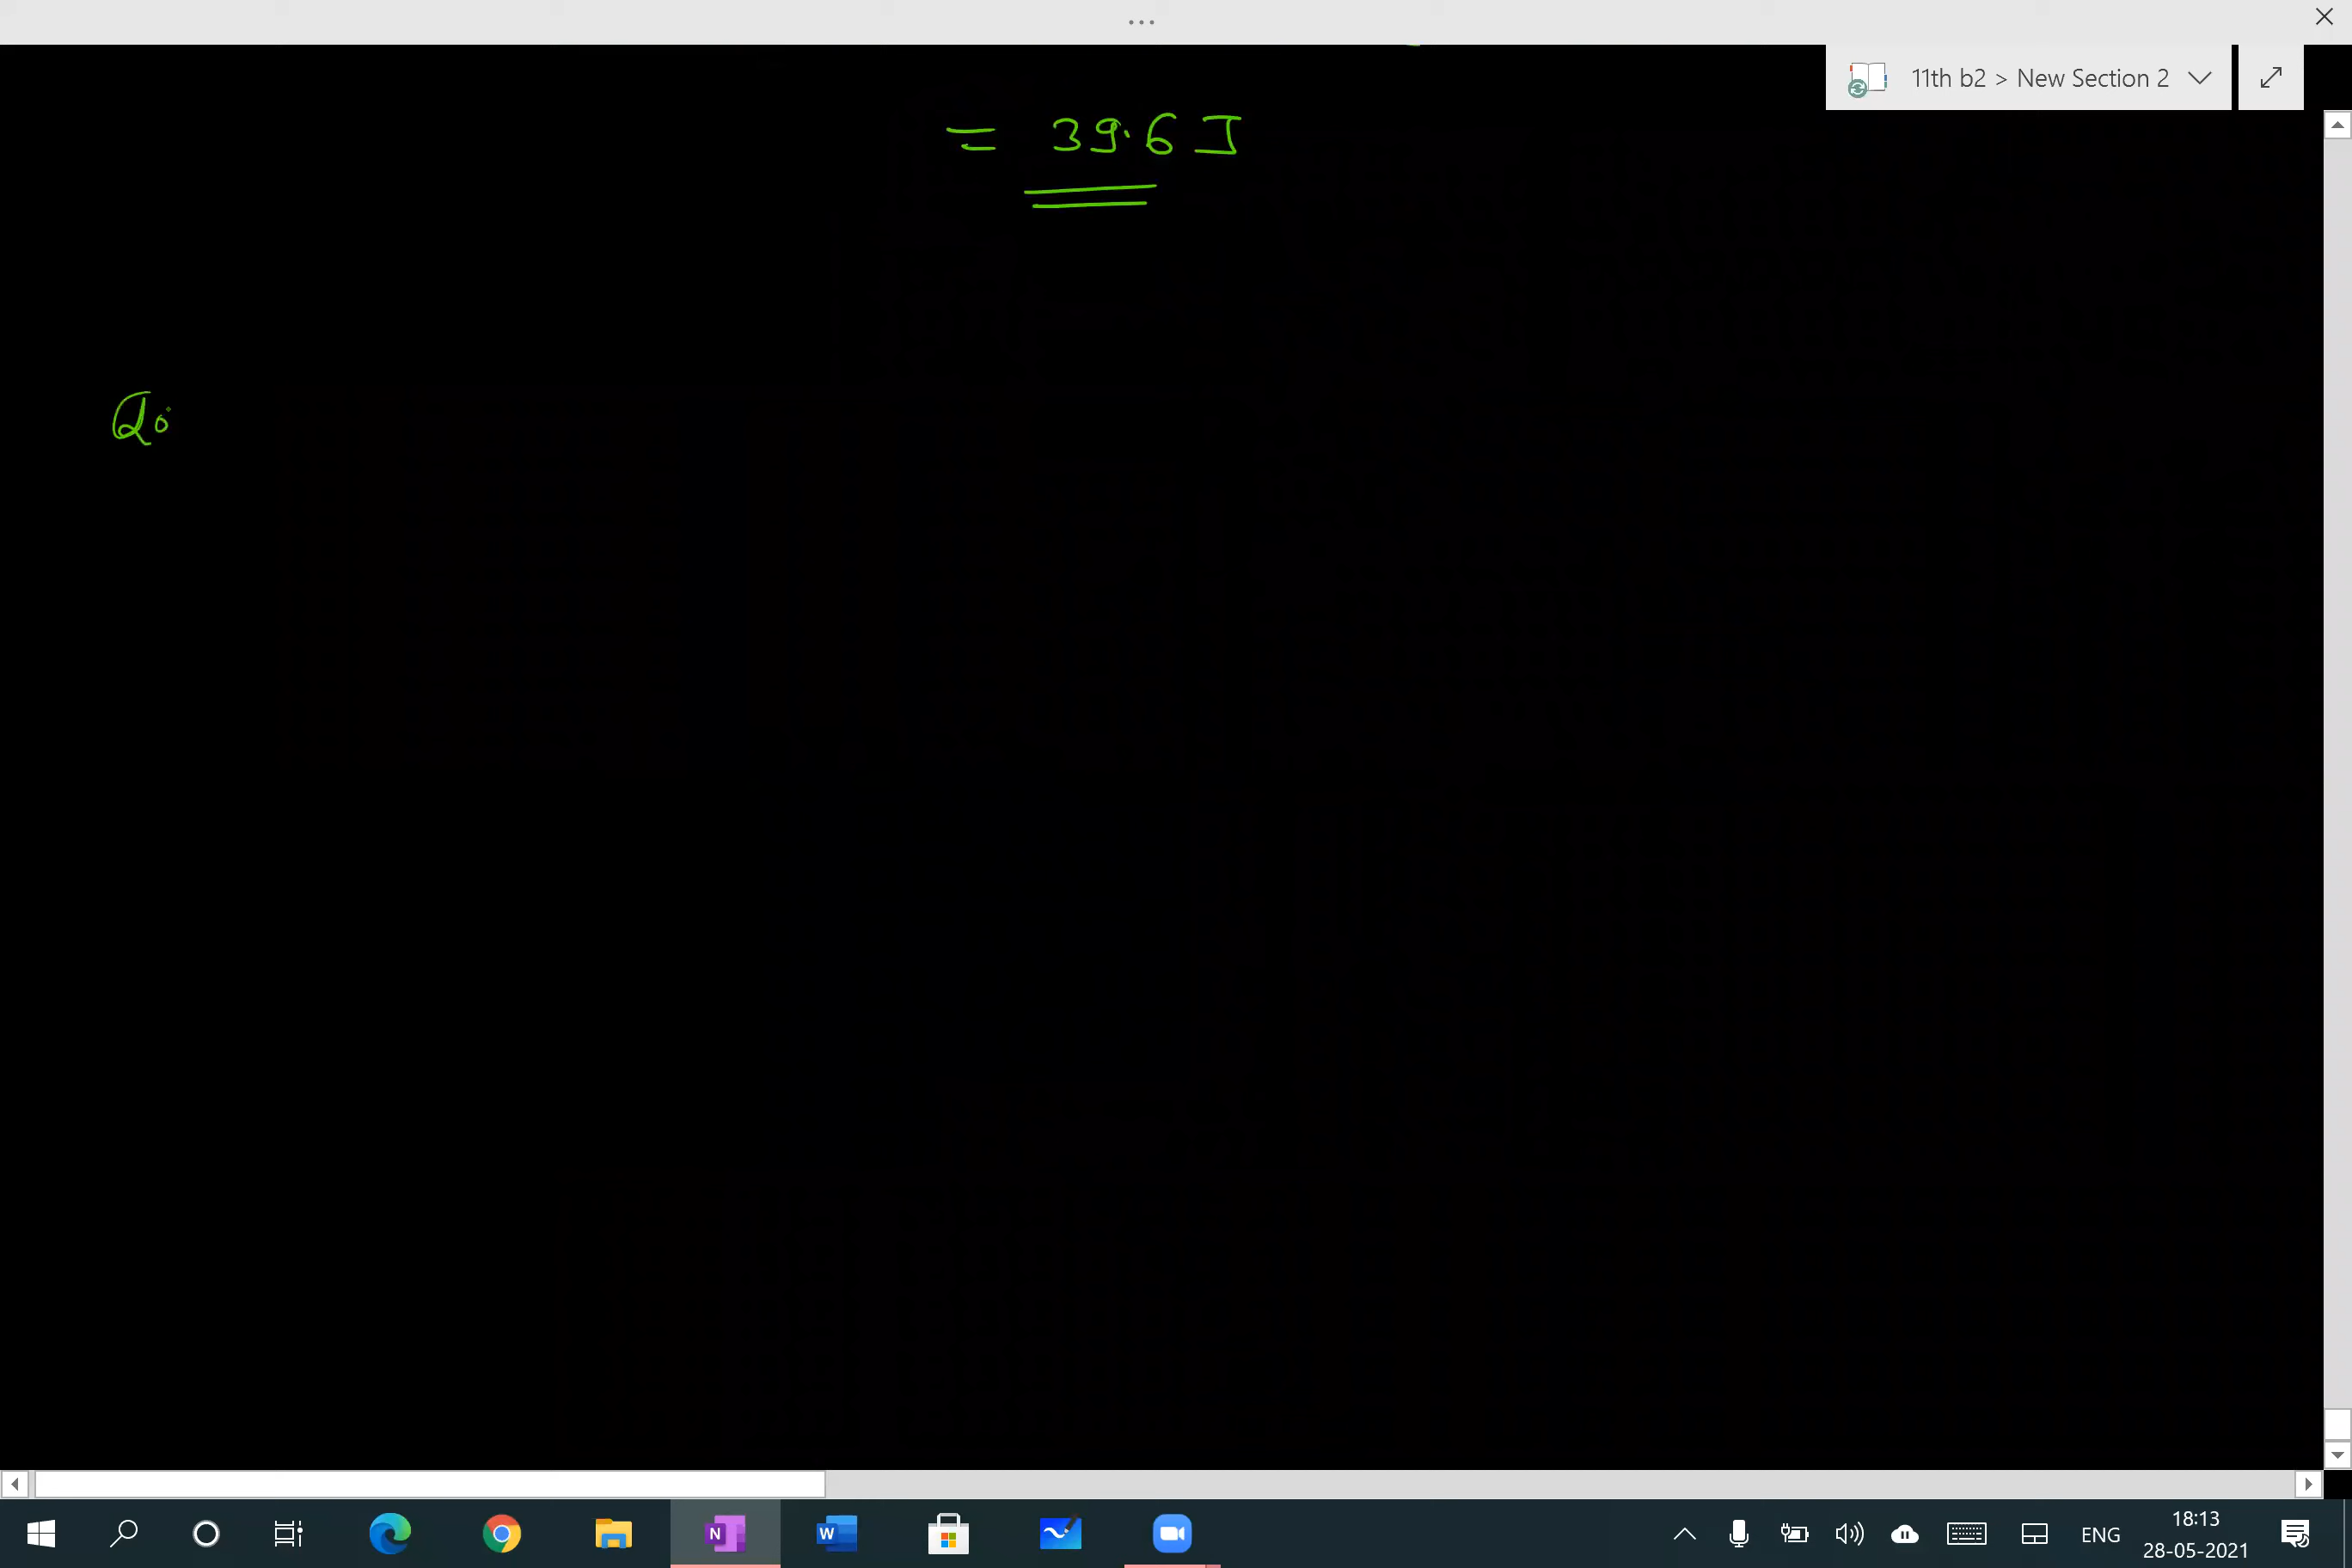 11th b2 > New Section 2
= 39.6 J
Q:
ENG
18:13
28-05-2021